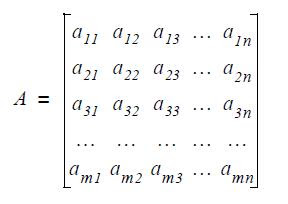 a11 a12 a13 ... a1n
a21 a22 a23 ... a2n
A = a31 a32 a33 ... a3n
... ... ... ... ...
am1 am2 am3 ... amn